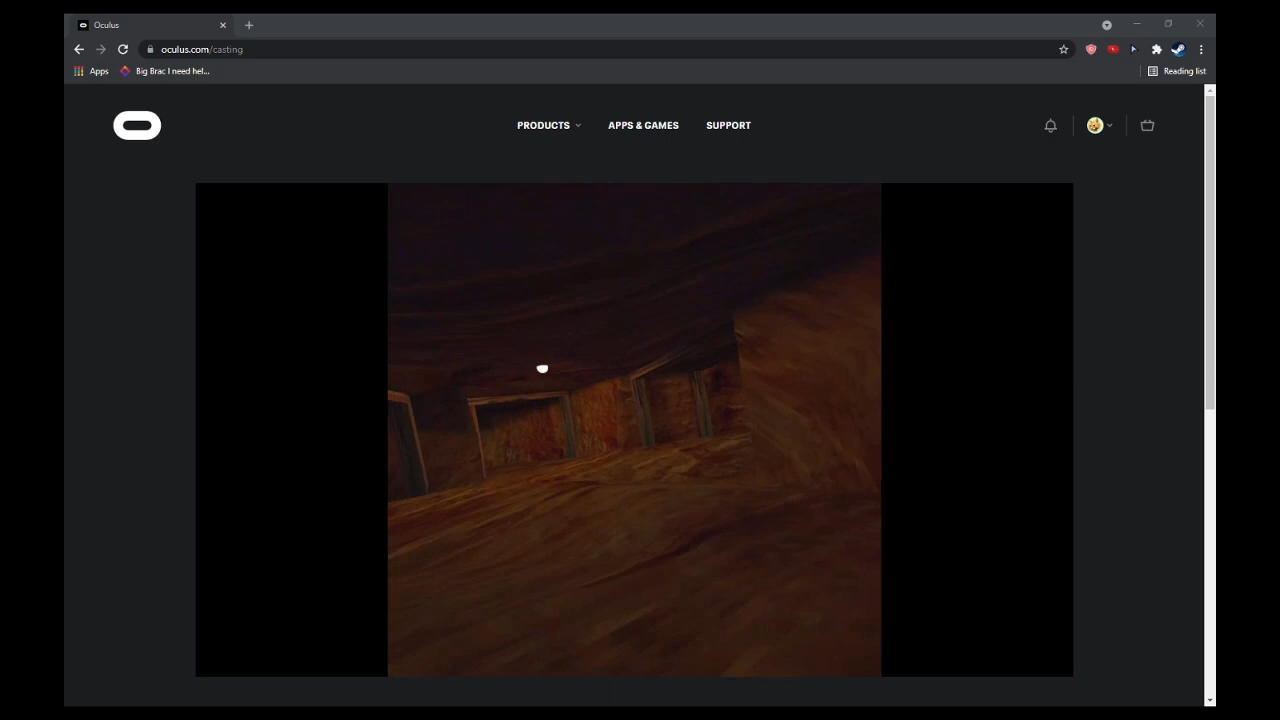 Oculus
oculus.com/casting
Apps
Big Brac I need hel...
Reading list
PRODUCTS
APPS & GAMES
SUPPORT